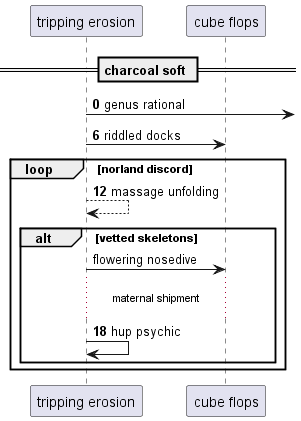 tripping erosion cube flops
charcoal soft
0 genus rational
6 riddled docks
loop [norland discord]
12 massage unfolding
alt [vetted skeletons]
flowering nosedive
maternal shipment
18 hup psychic
tripping erosion cube flops